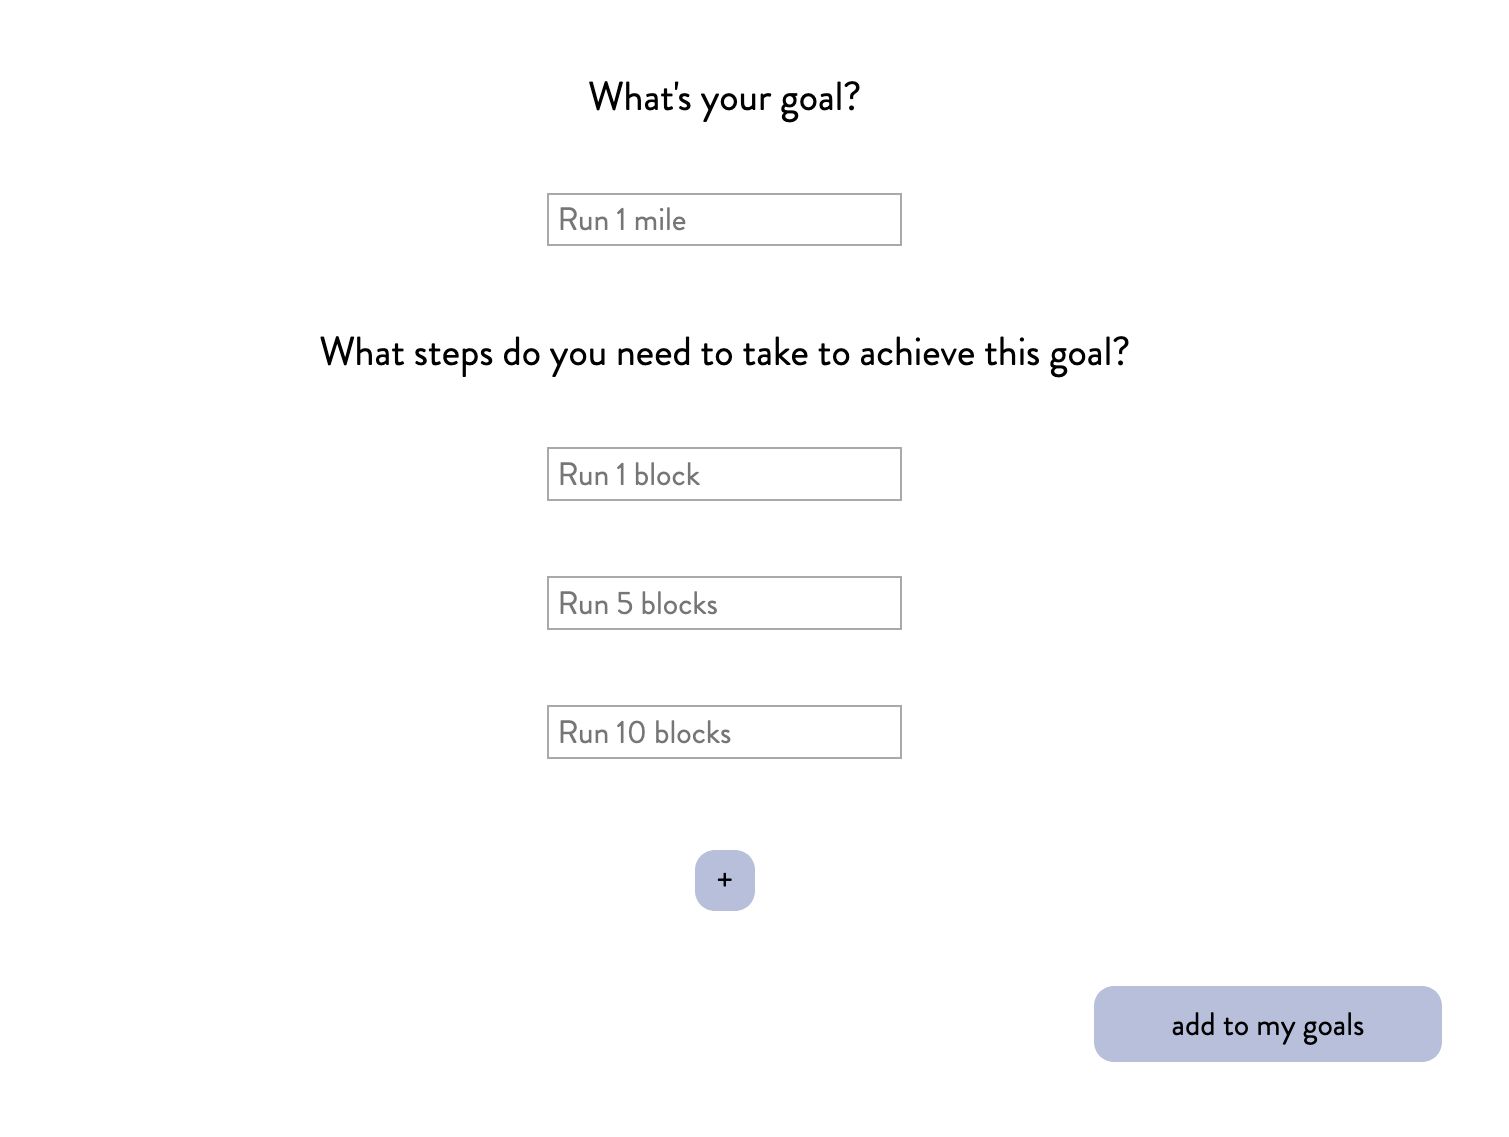 What's your goal?
Run 1 mile
What steps do you need to take to achieve this goal?
Run 1 block
Run 5 blocks
Run 10 blocks
+
add to my goals